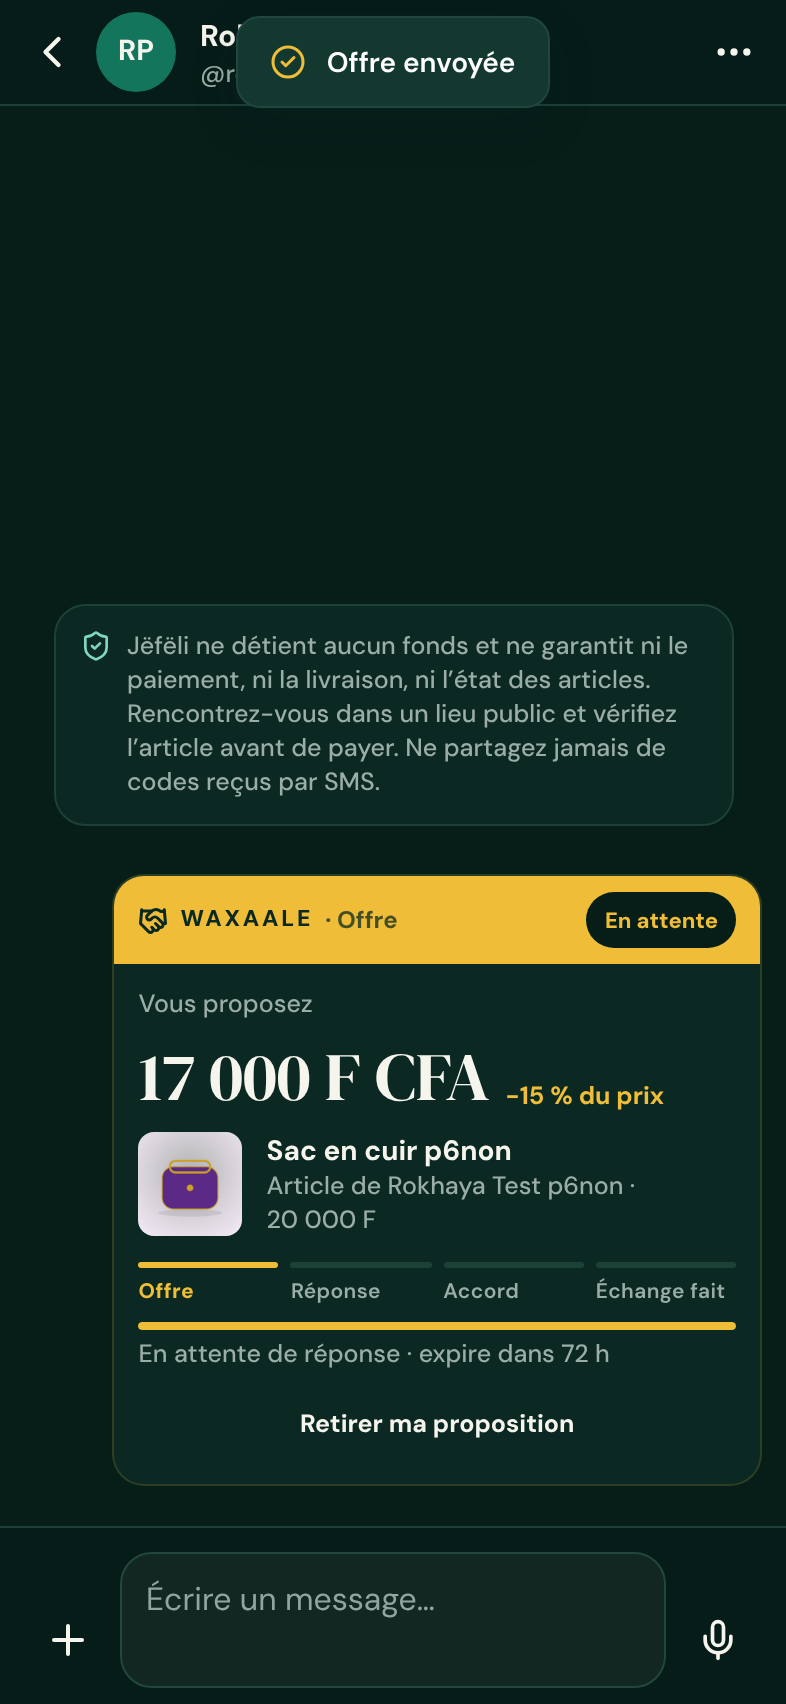 RP
Offre envoyée
Jëfëli ne détient aucun fonds et ne garantit ni le
paiement, ni la livraison, ni l’état des articles.
Rencontrez-vous dans un lieu public et vérifiez
l’article avant de payer. Ne partagez jamais de
codes reçus par SMS.
WAXAALE · Offre
En attente
Vous proposez
17 000 F CFA -15 % du prix
Sac en cuir p6non
Article de Rokhaya Test p6non ·
20 000 F
Offre Réponse Accord Échange fait
En attente de réponse · expire dans 72 h
Retirer ma proposition
Écrire un message...